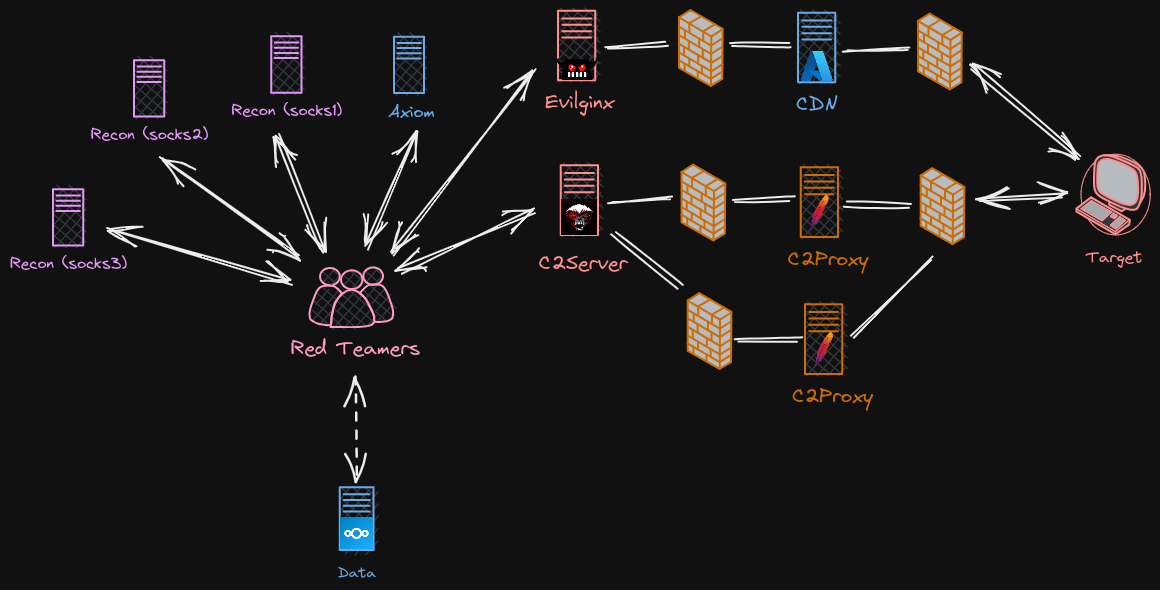 Evilginx
CDN
Recon (socks1)
Axiom
Recon (socks2)
Recon (socks3)
C2Server
C2Proxy
Target
Red Teamers
C2Proxy
Data